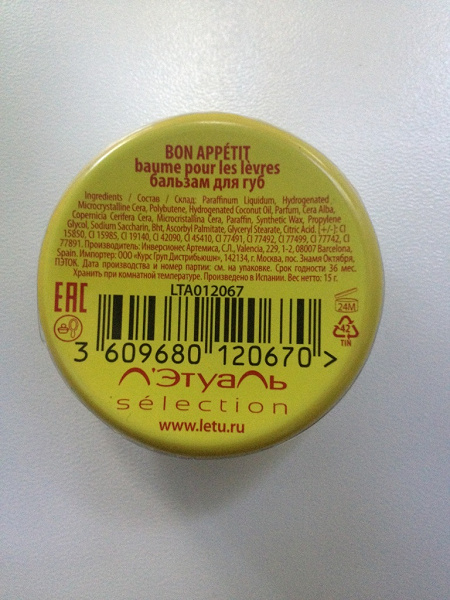 BON APPÉTIT
baume pour les lèvres
бальзам для губ
Ingredients / Состав / Склад: Paraffinum Liquidum, Hydrogenated
Microcrystalline Cera, Polybutene, Hydrogenated Coconut Oil, Parfum, Cera Alba,
Copernicia Cerifera Cera, Microcristallina Cera, Paraffin, Synthetic Wax, Propylene
Glycol, Sodium Saccharin, Bht, Ascorbyl Palmitate, Glyceryl Stearate, Citric Acid. (+/-): CI
15850, CI 15985, CI 19140, CI 42090, CI 45410, CI 77491, CI 77492, CI 77499, CI 77742, CI
77891. Производитель: Инверсионес Артемиса, С.Л., Валенсия, 229, 1-2, 08007 Barcelona,
Spain. Импортер: ООО «Курс Груп Дистрибьюшн», 142134, г. Москва, пос. Знамя Октября,
ПЭТОК. Дата производства и номер партии: см. на упаковке. Срок годности 36 мес.
Хранить при комнатной температуре. Произведено в Испании. Вес нетто: 15 г.
LTA012067
EAC
24M
42
TIN
3 609680 120670 >
Л'ЭТУАЛЬ
sélection
www.letu.ru